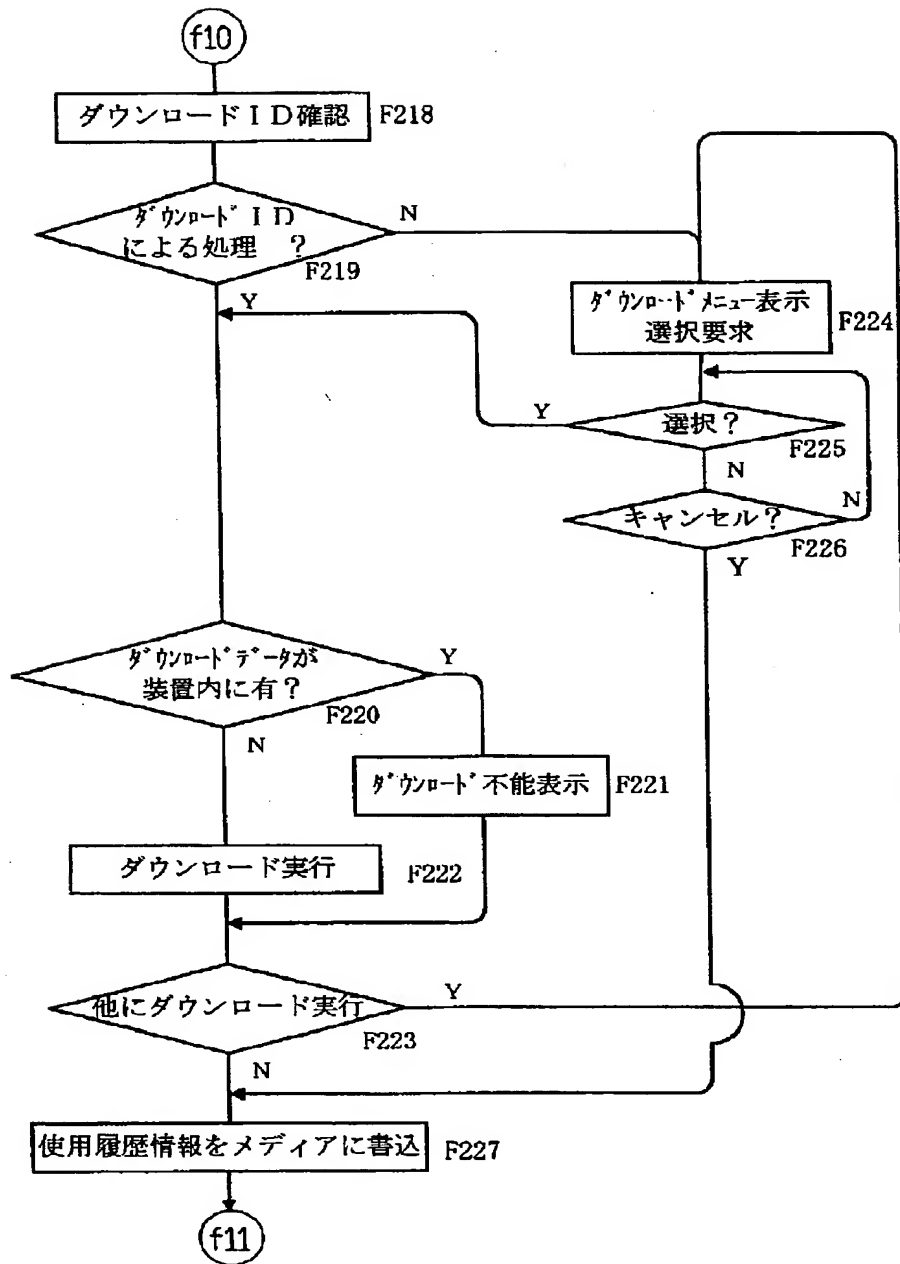 f10
ダウンロードID確認
F218
ダウンロードID
による処理 ?
F219
N
Y
ダウンロードメニュー表示
選択要求
F224
選択?
F225
Y
N
キャンセル?
F226
N
Y
ダウンロードデータが
装置内に有?
F220
Y
N
ダウンロード不能表示
F221
ダウンロード実行
F222
他にダウンロード実行
F223
Y
N
使用履歴情報をメディアに書込
F227
f11